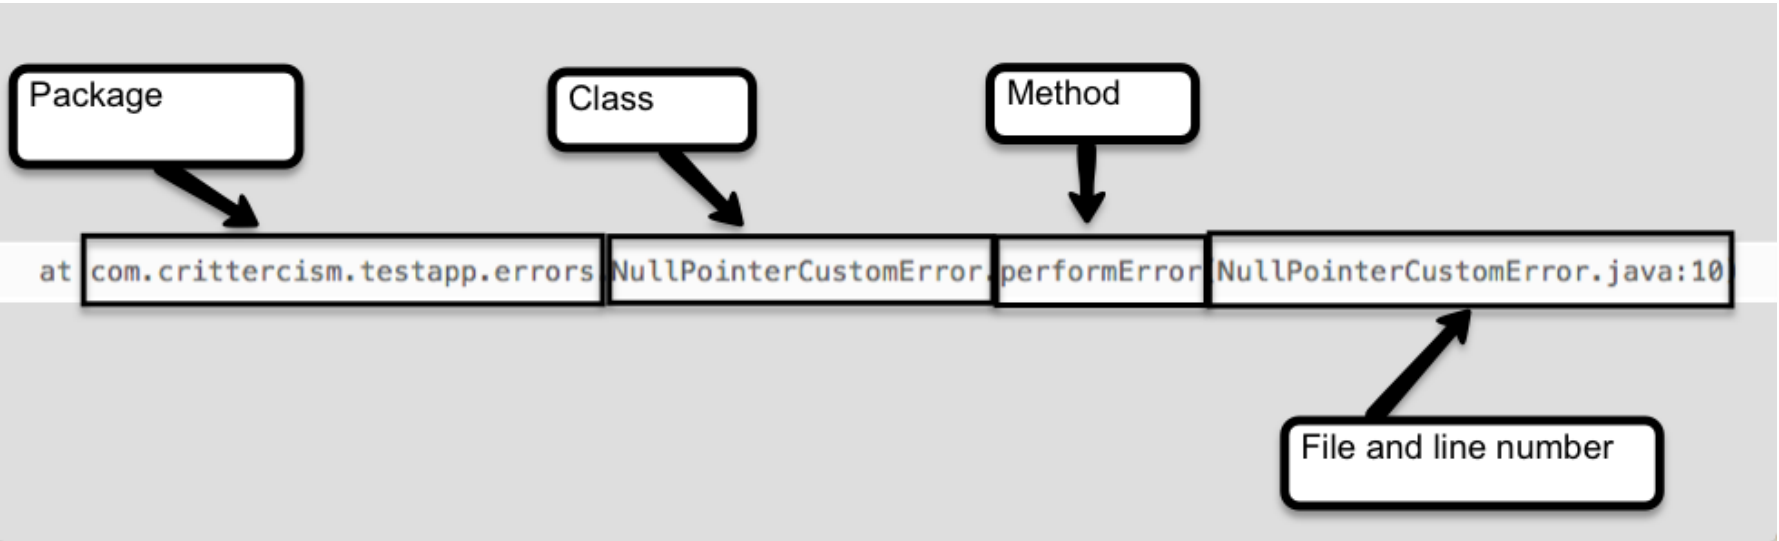 Package
Class
Method
at com.crittercism.testapp.errors.NullPointerCustomError.performError(NullPointerCustomError.java:10)
File and line number